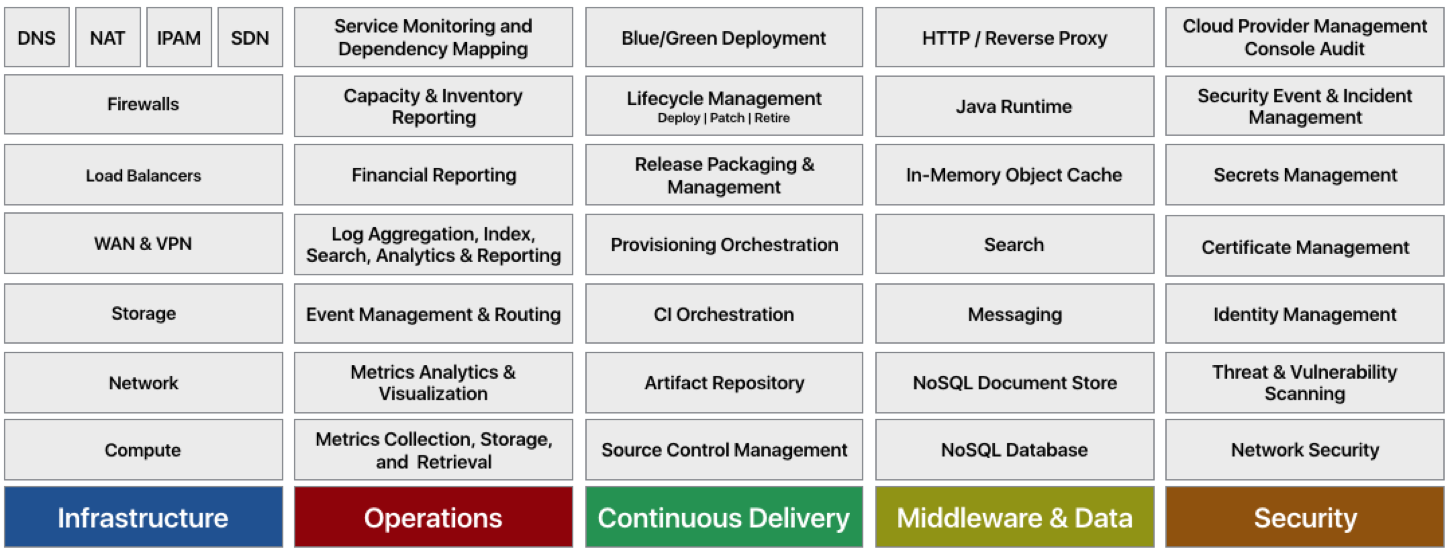 DNS
NAT
IPAM
SDN
Firewalls
Load Balancers
WAN & VPN
Storage
Network
Compute
Infrastructure
Service Monitoring and
Dependency Mapping
Capacity & Inventory
Reporting
Financial Reporting
Log Aggregation, Index,
Search, Analytics & Reporting
Event Management & Routing
Metrics Analytics &
Visualization
Metrics Collection, Storage,
and Retrieval
Operations
Blue/Green Deployment
Lifecycle Management
Deploy | Patch | Retire
Release Packaging &
Management
Provisioning Orchestration
CI Orchestration
Artifact Repository
Source Control Management
Continuous Delivery
HTTP / Reverse Proxy
Java Runtime
In-Memory Object Cache
Search
Messaging
NoSQL Document Store
NoSQL Database
Middleware & Data
Cloud Provider Management
Console Audit
Security Event & Incident
Management
Secrets Management
Certificate Management
Identity Management
Threat & Vulnerability
Scanning
Network Security
Security